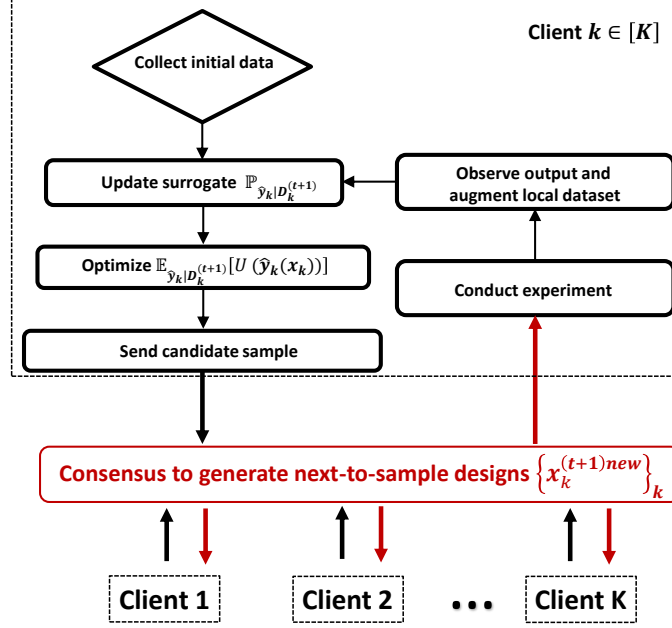 Client k ∈ [K]
Collect initial data
Update surrogate ℙ_{ŷ_k|D_k^{(t+1)}}
Observe output and
augment local dataset
Optimize 𝔼_{ŷ_k|D_k^{(t+1)}}[U (ŷ_k(x_k))]
Conduct experiment
Send candidate sample
Consensus to generate next-to-sample designs {x_k^{(t+1)new}}_k
Client 1
Client 2
...
Client K